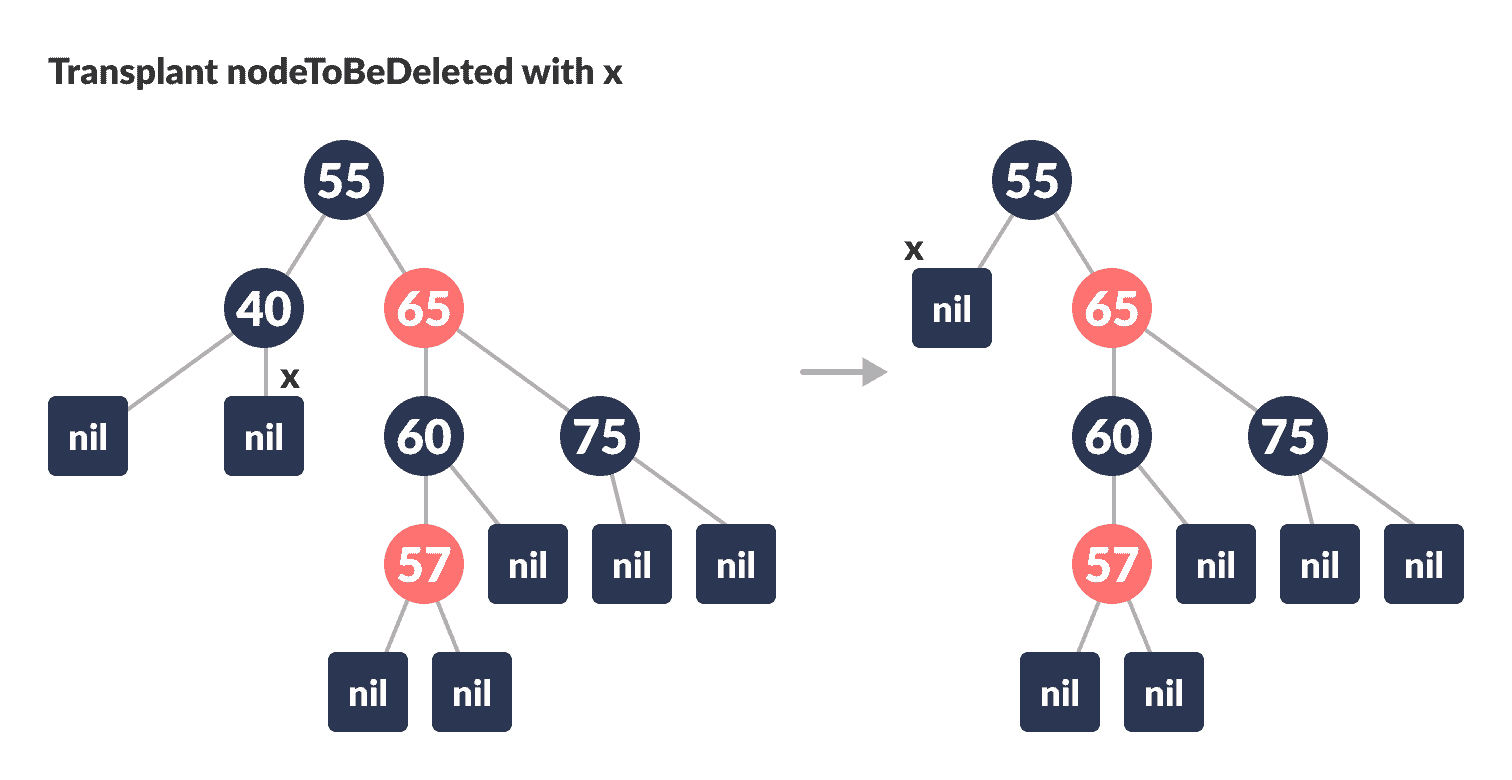 Transplant nodeToBeDeleted with x
55 55
x
40 65 nil 65
x
nil nil 60 75 60 75
57 nil nil nil 57 nil nil nil
nil nil nil nil